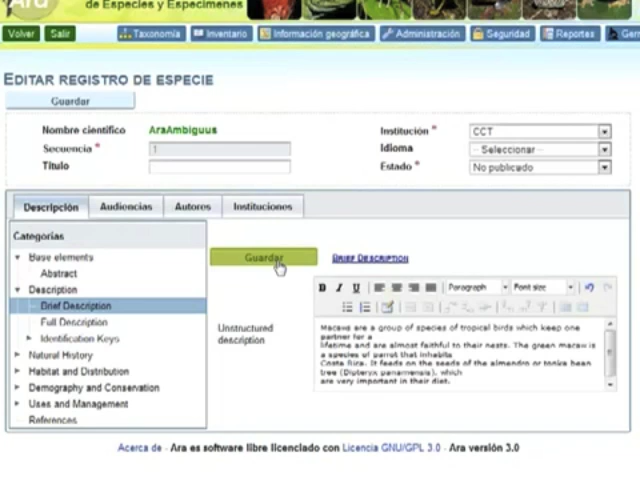 Ara
de Especies y Especímenes
Volver Salir Taxonomía Inventario Información geográfica Administración Seguridad Reportes Ger
EDITAR REGISTRO DE ESPECIE
Guardar
Nombre científico AraAmbiguus Institución * CCT
Secuencia * 1 Idioma -- Seleccionar --
Título Estado * No publicado
Descripción Audiencias Autores Instituciones
Categorías
Base elements Guardar BRIEF DESCRIPTION
Abstract
Description B I U Paragraph Font size
Brief Description
Full Description Unstructured
description
Macaws are a group of species of tropical birds which keep one
partner for a
lifetime and are almost faithful to their nests. The green macaw is
a species of parrot that inhabits
Costa Rica. It feeds on the seeds of the almendro or tonka bean
tree (Dipteryx panamensis), which
are very important in their diet.
Identification Keys
Natural History
Habitat and Distribution
Demography and Conservation
Uses and Management
References
Acerca de - Ara es software libre licenciado con Licencia GNU/GPL 3.0 - Ara versión 3.0